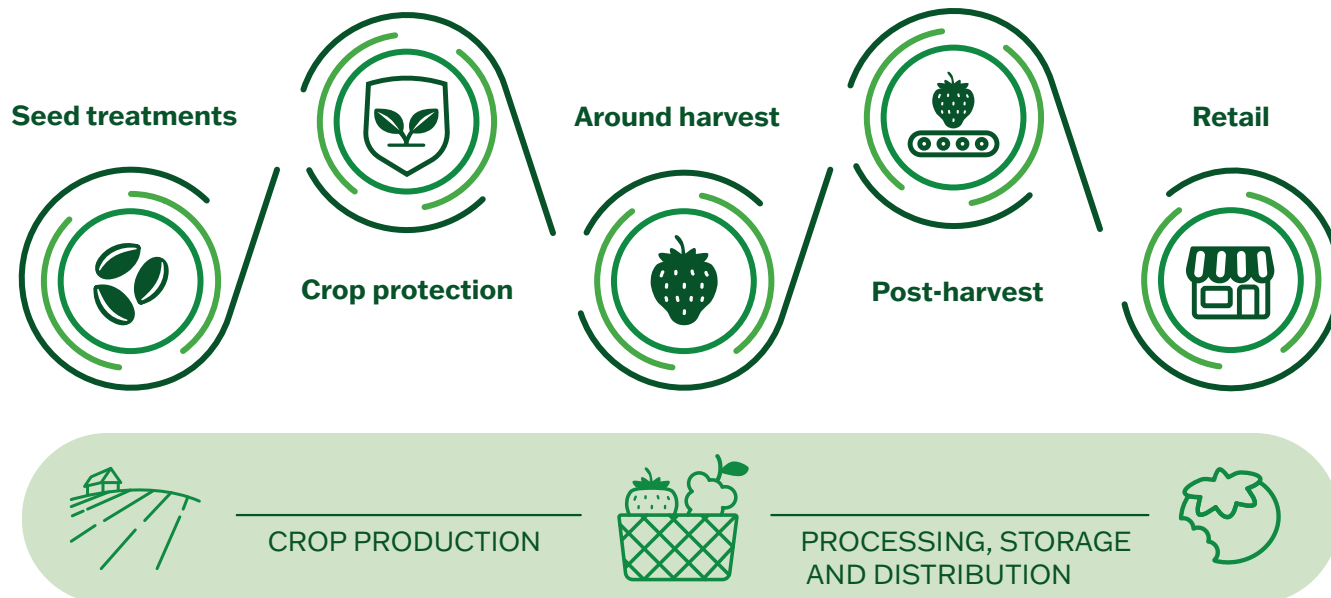 Seed treatments
Crop protection
Around harvest
Post-harvest
Retail
CROP PRODUCTION
PROCESSING, STORAGE
AND DISTRIBUTION